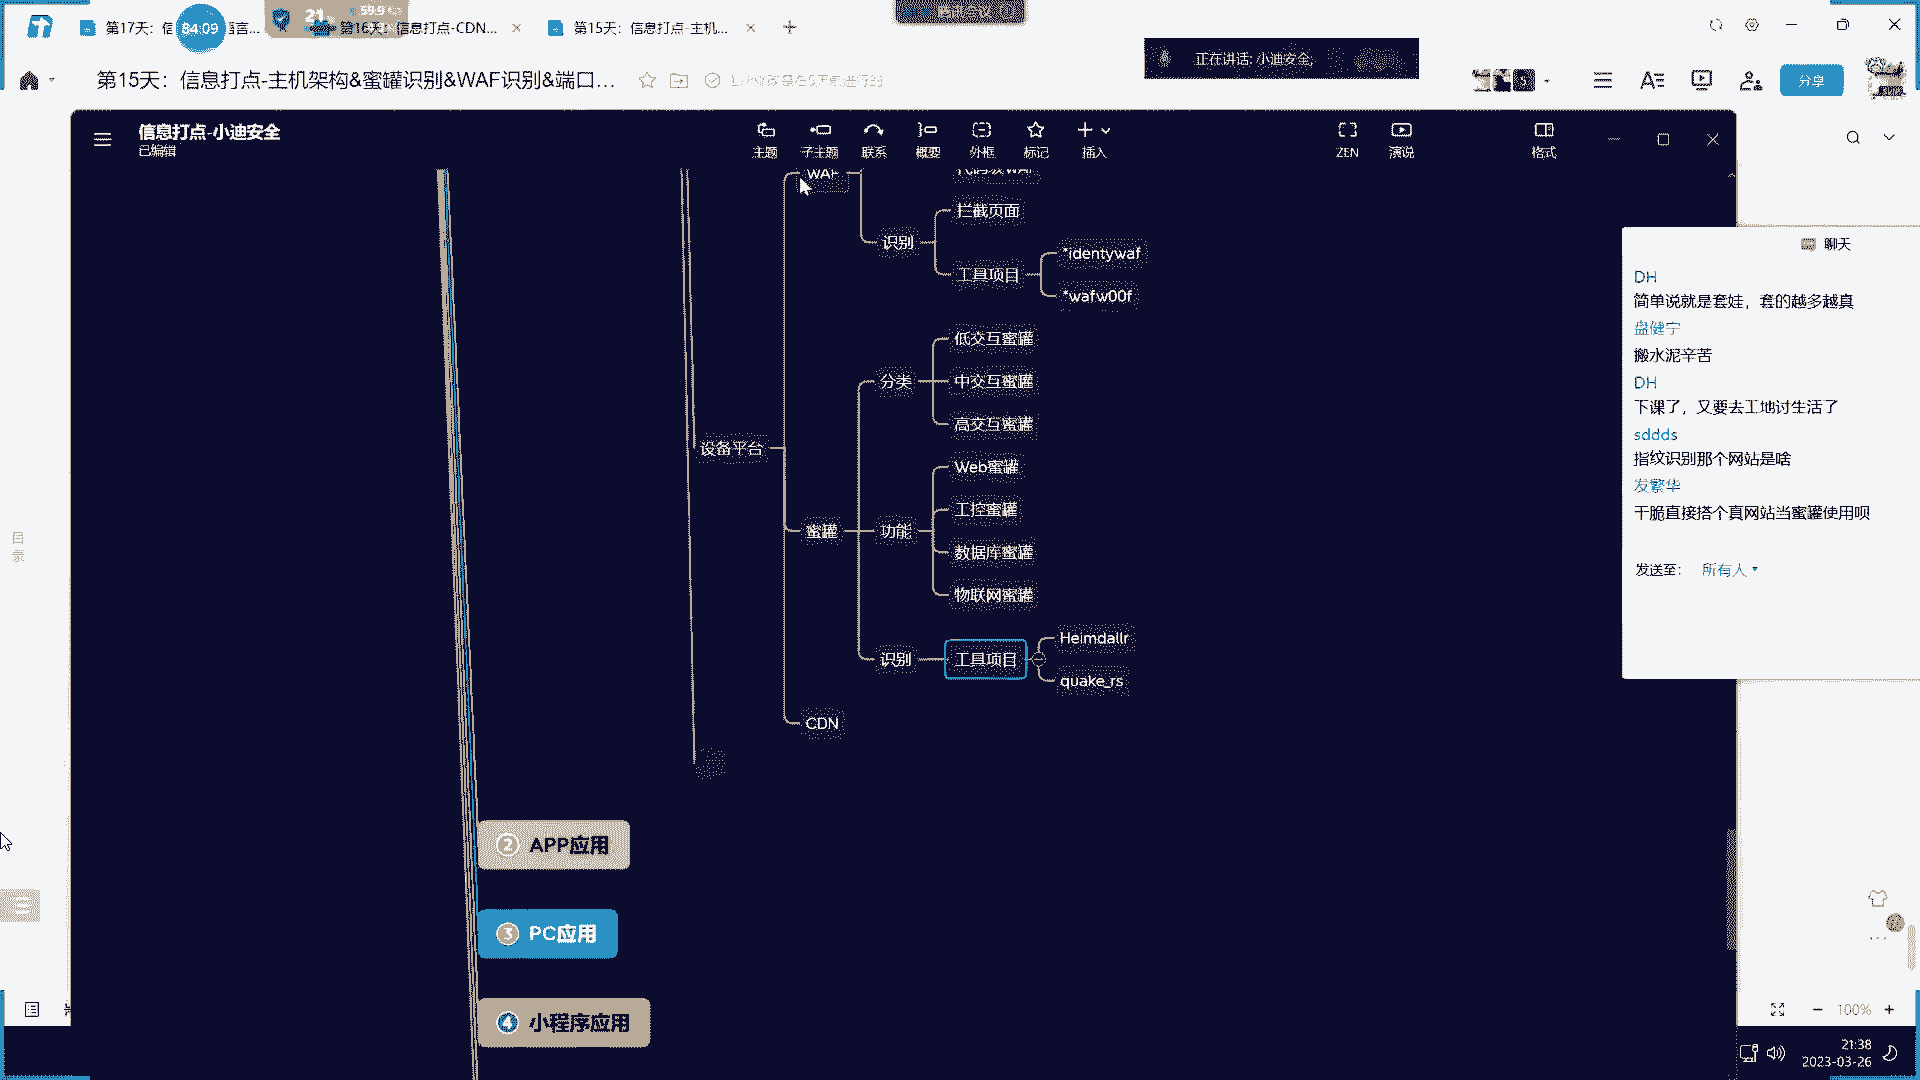 第17天：信
言...
84:09
21
59.9
第16天：信息打点-CDN...
第15天：信息打点-主机...
正在讲话: 小迪安全;
第15天：信息打点-主机架构&蜜罐识别&WAF识别&端口...
分享
信息打点-小迪安全
已编辑
主题
子主题
联系
概要
外框
标记
插入
ZEN
演说
格式
WAF
拦截页面
识别
工具项目
*identywaf
*wafw00f
低交互蜜罐
分类
中交互蜜罐
高交互蜜罐
设备平台
Web蜜罐
工控蜜罐
蜜罐
功能
数据库蜜罐
物联网蜜罐
Heimdallr
识别
工具项目
quake_rs
CDN
2 APP应用
3 PC应用
4 小程序应用
目录
聊天
DH
简单说就是套娃，套的越多越真
盘健宁
搬水泥辛苦
DH
下课了，又要去工地讨生活了
sddds
指纹识别那个网站是啥
发繁华
干脆直接搭个真网站当蜜罐使用呗
发送至：
所有人
100%
21:38
2023-03-26